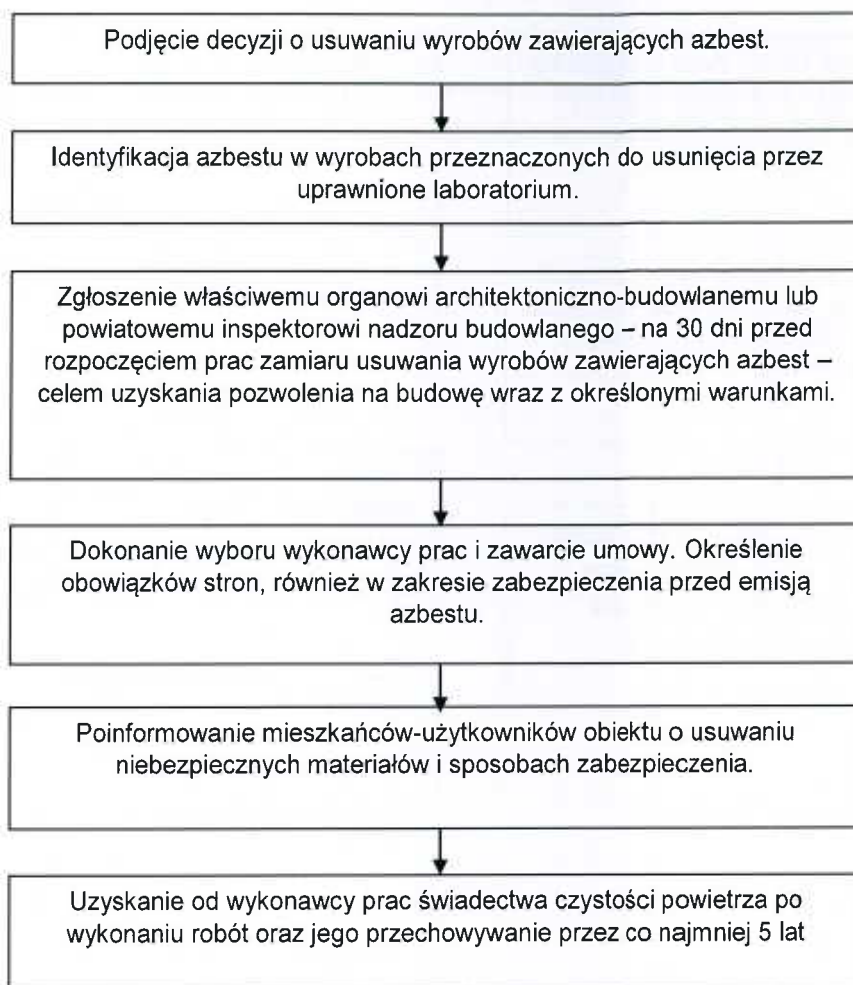 Podjęcie decyzji o usuwaniu wyrobów zawierających azbest.
Identyfikacja azbestu w wyrobach przeznaczonych do usunięcia przez
uprawnione laboratorium.
Zgłoszenie właściwemu organowi architektoniczno-budowlanemu lub
powiatowemu inspektorowi nadzoru budowlanego – na 30 dni przed
rozpoczęciem prac zamiaru usuwania wyrobów zawierających azbest –
celem uzyskania pozwolenia na budowę wraz z określonymi warunkami.
Dokonanie wyboru wykonawcy prac i zawarcie umowy. Określenie
obowiązków stron, również w zakresie zabezpieczenia przed emisją
azbestu.
Poinformowanie mieszkańców-użytkowników obiektu o usuwaniu
niebezpiecznych materiałów i sposobach zabezpieczenia.
Uzyskanie od wykonawcy prac świadectwa czystości powietrza po
wykonaniu robót oraz jego przechowywanie przez co najmniej 5 lat